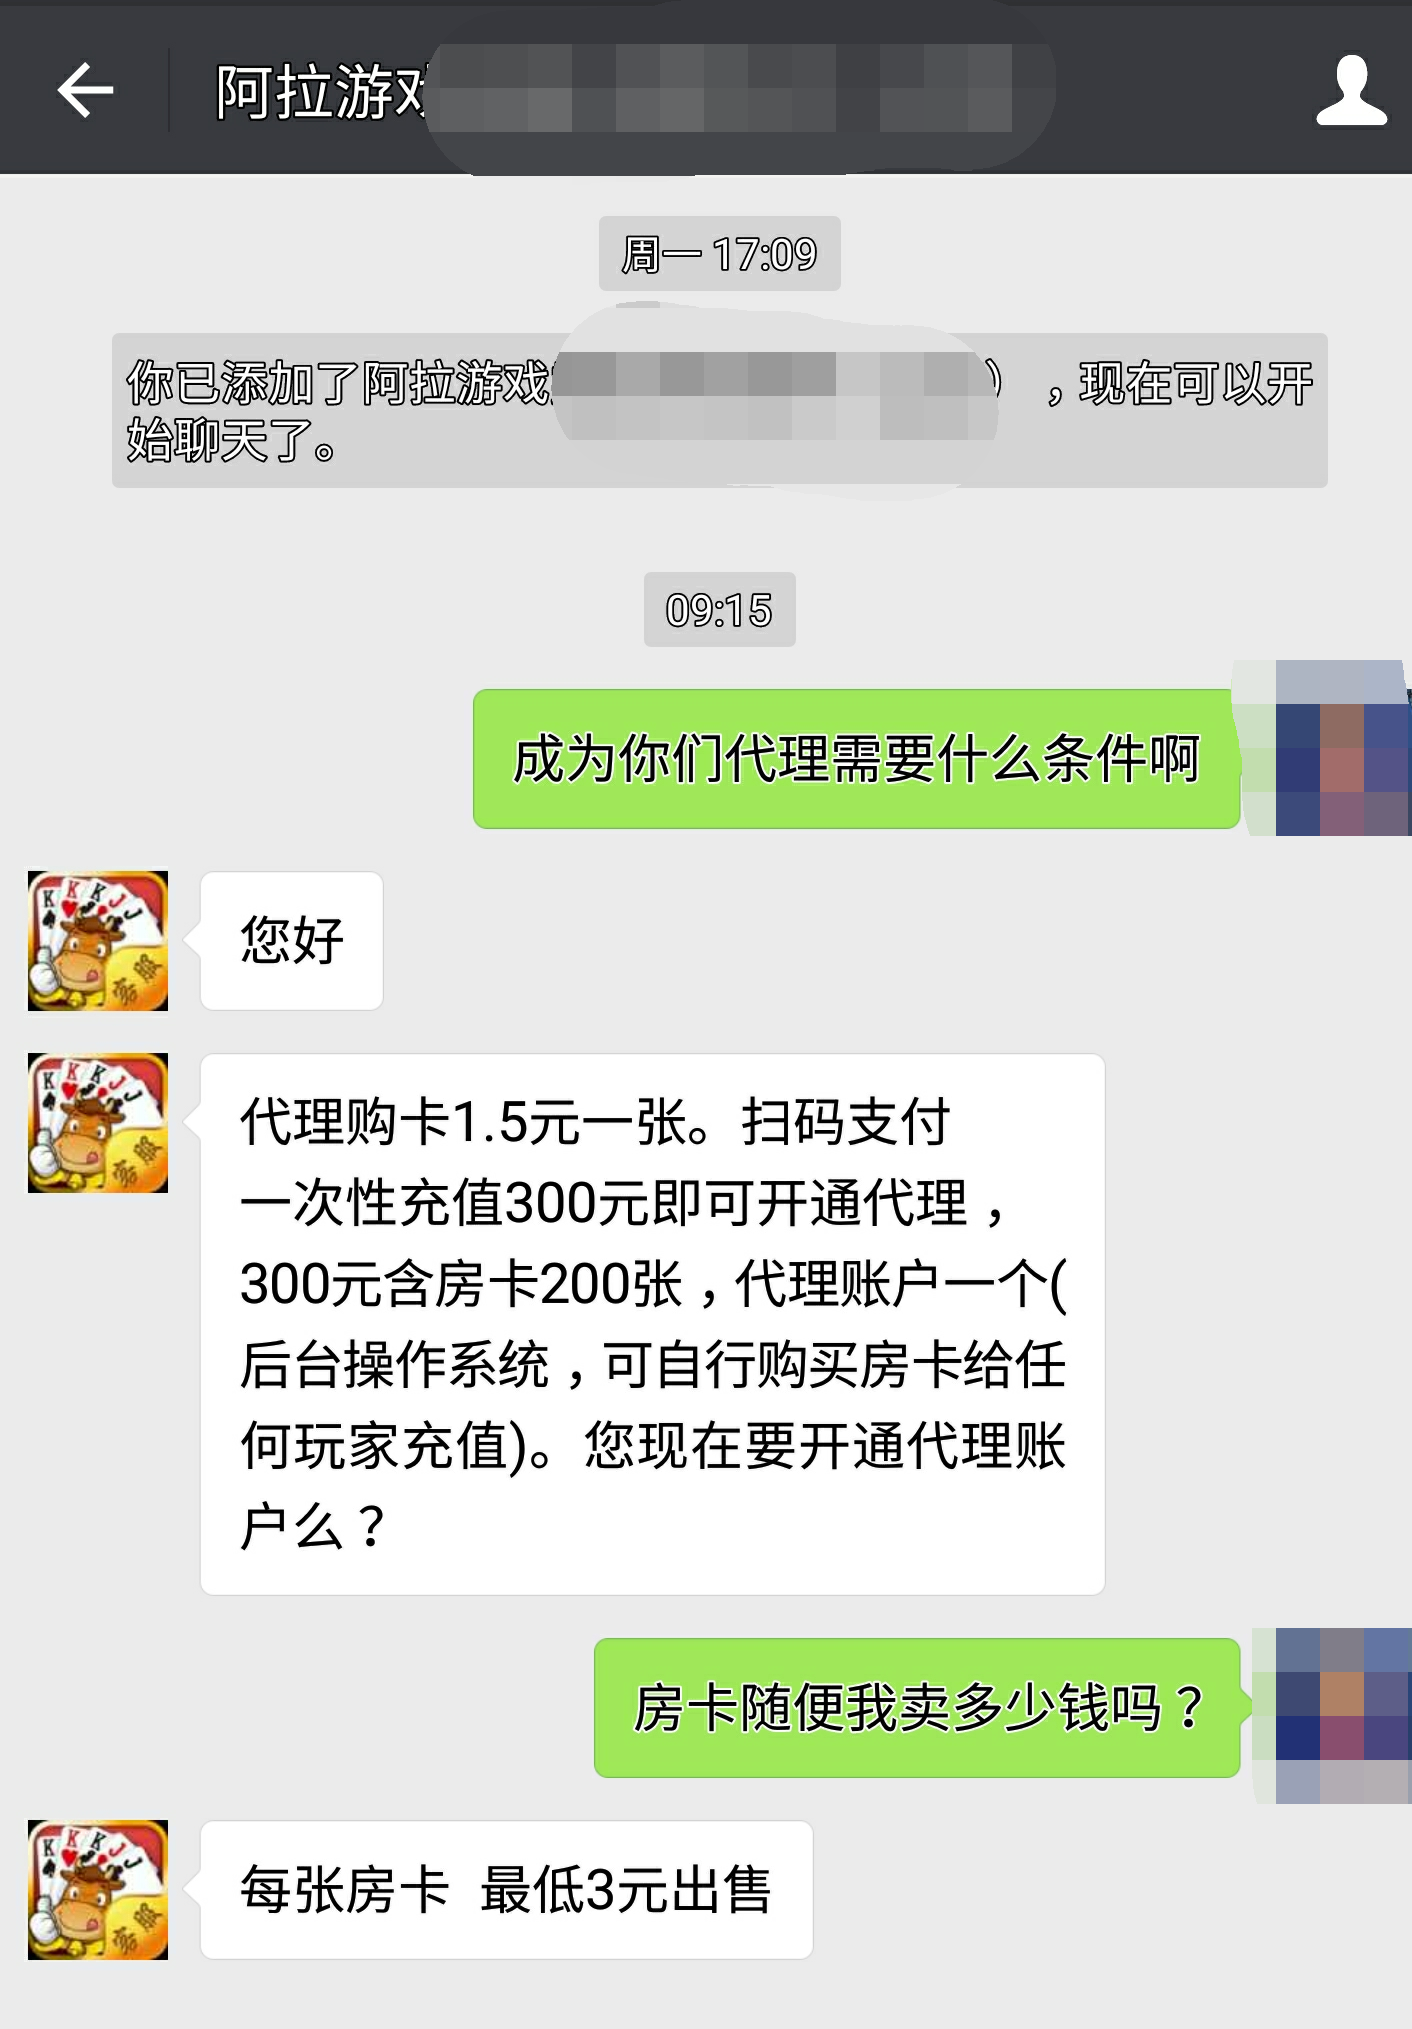 阿拉游戏
周一 17:09
你已添加了阿拉游戏 ），现在可以开
始聊天了。
09:15
成为你们代理需要什么条件啊
您好
代理购卡1.5元一张。扫码支付
一次性充值300元即可开通代理，
300元含房卡200张，代理账户一个(
后台操作系统，可自行购买房卡给任
何玩家充值)。您现在要开通代理账
户么？
房卡随便我卖多少钱吗？
每张房卡 最低3元出售